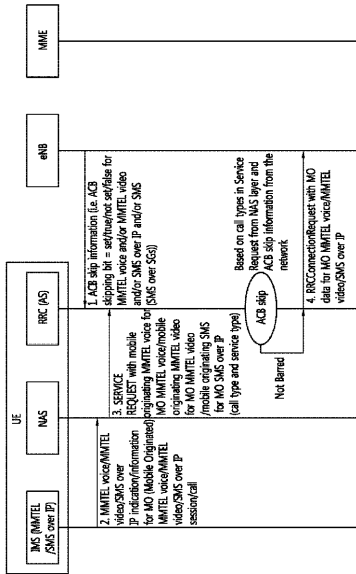 UE
IMS (MMTEL
/SMS over IP)
NAS
RRC (AS)
eNB
MME
1. ACB skip information (i.e. ACB
skipping bit = set/true/not set/false for
MMTEL voice and/or MMTEL video
and/or SMS over IP and/or SMS
(SMS over SGs))
2. MMTEL voice/MMTEL
video/SMS over
IP indication/information
for MO (Mobile Originated)
MMTEL voice/MMTEL
video/SMS over IP
session/call
3. SERVICE
REQUEST with mobile
originating MMTEL voice for
MO MMTEL voice/mobile
originating MMTEL video
for MO MMTEL video
/mobile originating SMS
for MO SMS over IP
(call type and service type)
Based on call types in Service
Request from NAS layer and
ACB skip information from the
network
ACB skip
Not Barred
4. RRCConnectionRequest with MO
data for MO MMTEL voice/MMTEL
video/SMS over IP